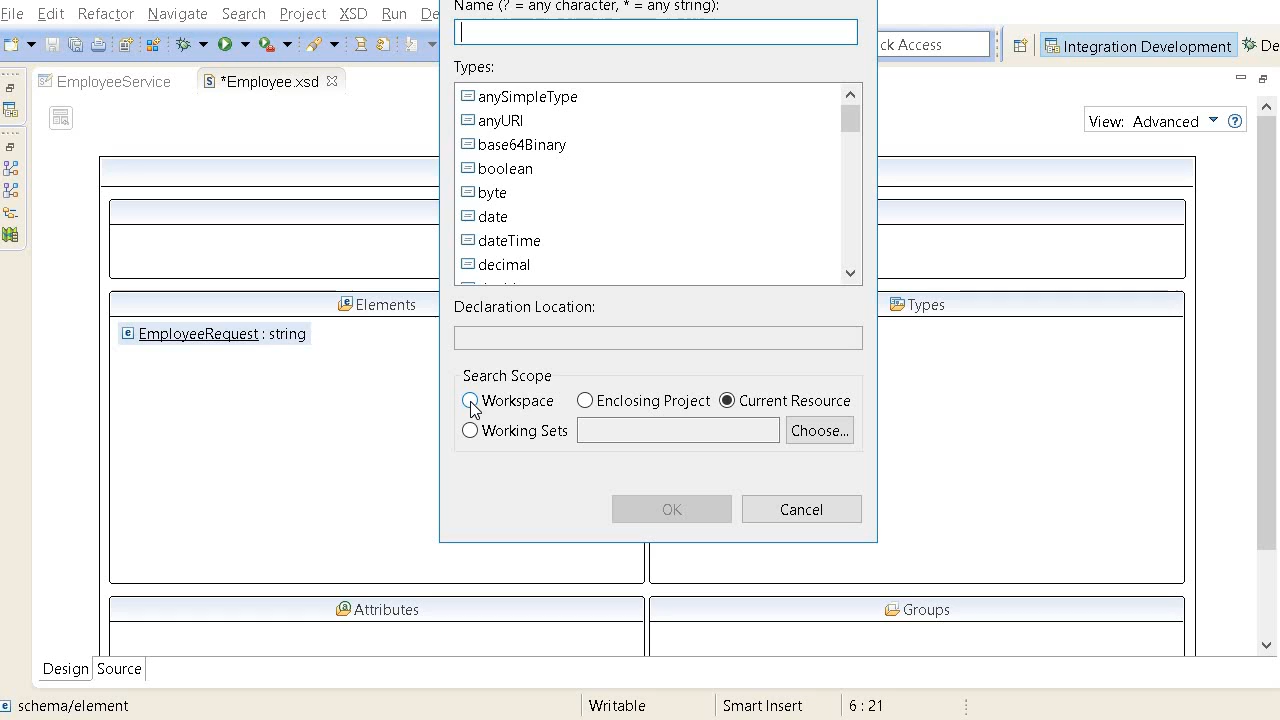 File Edit Navigate Refactor Search Project XSD Run De
Name (? = any character, * = any string):
ck Access
Integration Development
De
EmployeeService
*Employee.xsd
Types:
anySimpleType
anyURI
base64Binary
boolean
byte
date
dateTime
decimal
View: Advanced
Elements
Types
EmployeeRequest : string
Declaration Location:
Search Scope
Workspace Enclosing Project Current Resource
Working Sets Choose...
OK Cancel
Attributes
Groups
Design Source
schema/element Writable Smart Insert 6 : 21